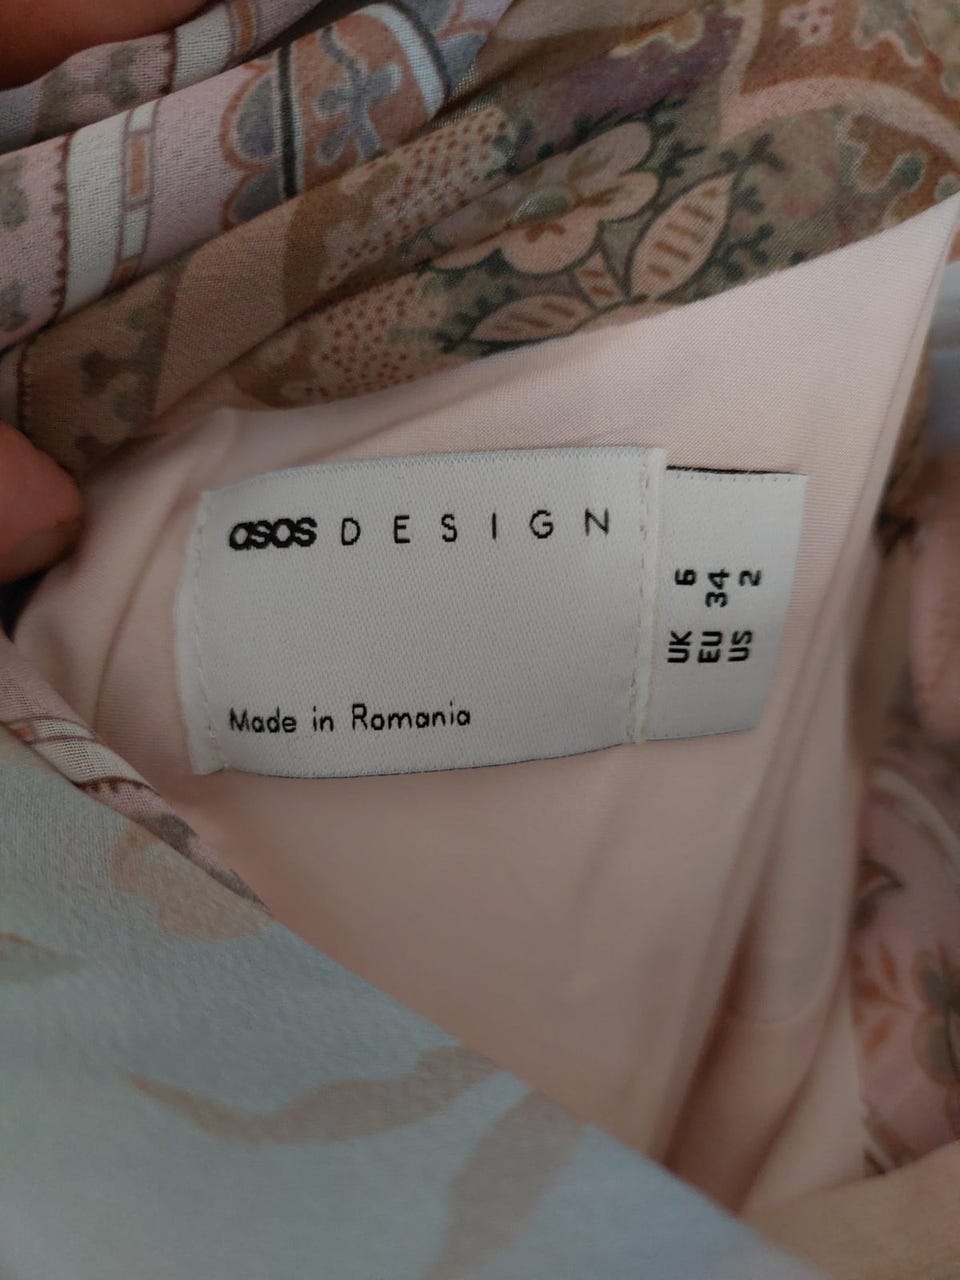 asos DESIGN
Made in Romania
UK 6
EU 34
US 2